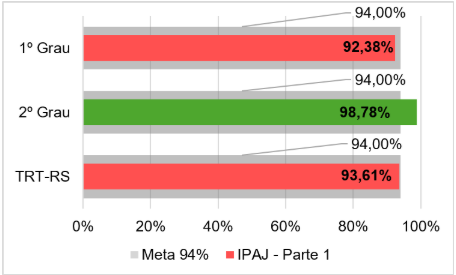 94,00%
1º Grau
92,38%
94,00%
2º Grau
98,78%
94,00%
TRT-RS
93,61%
0% 20% 40% 60% 80% 100%
Meta 94% IPAJ - Parte 1